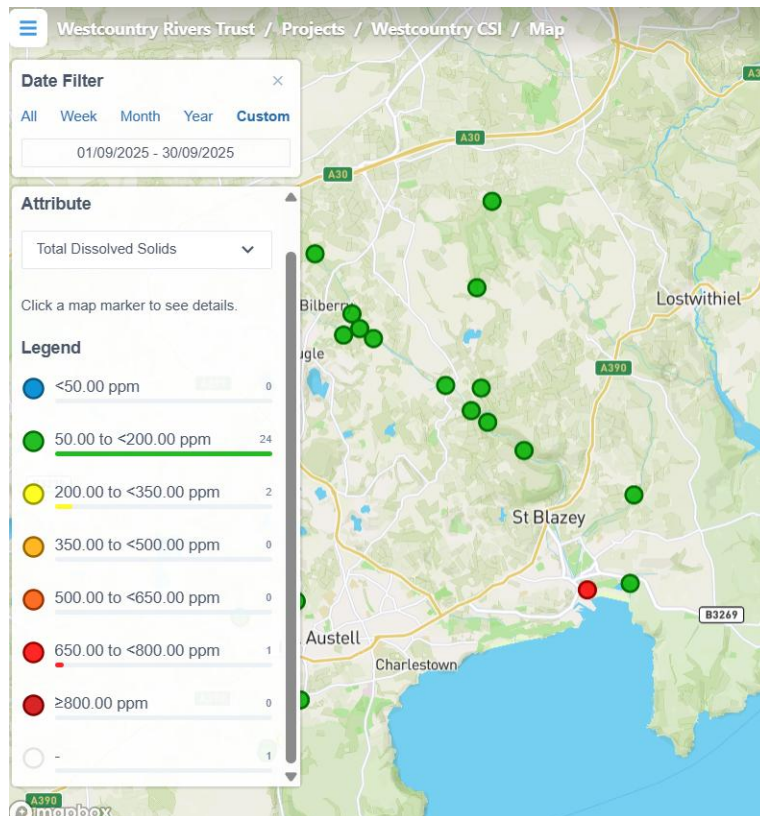 Westcountry Rivers Trust / Projects / Westcountry CSI / Map
Date Filter
×
All Week Month Year Custom
01/09/2025 - 30/09/2025
Attribute
Total Dissolved Solids
Click a map marker to see details.
Legend
<50.00 ppm 0
50.00 to <200.00 ppm 24
200.00 to <350.00 ppm 2
350.00 to <500.00 ppm 0
500.00 to <650.00 ppm 0
650.00 to <800.00 ppm 1
≥800.00 ppm 0
- 1
A30
A30
Lostwithiel
A390
St Blazey
B3269
Austell
Charlestown
A390
mapbox